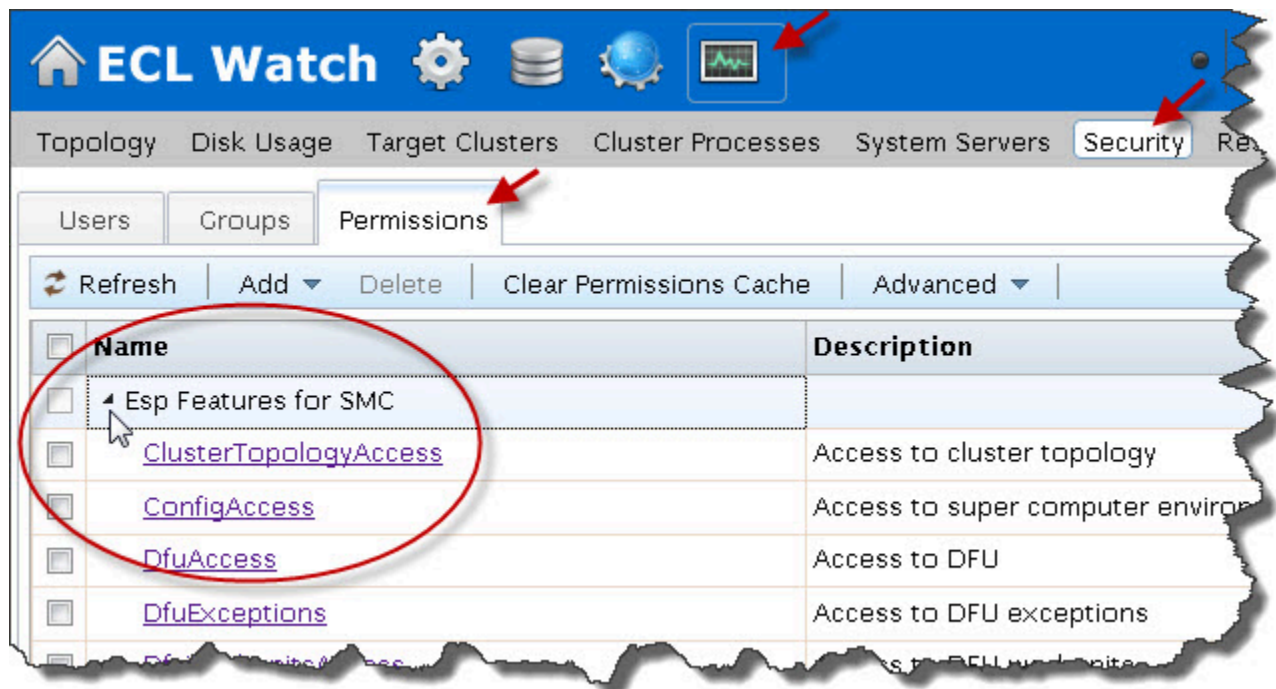 ECL Watch
Topology Disk Usage Target Clusters Cluster Processes System Servers Security
Users Groups Permissions
Refresh Add Delete Clear Permissions Cache Advanced
Name Description
Esp Features for SMC
ClusterTopologyAccess Access to cluster topology
ConfigAccess Access to super computer environ
DfuAccess Access to DFU
DfuExceptions Access to DFU exceptions